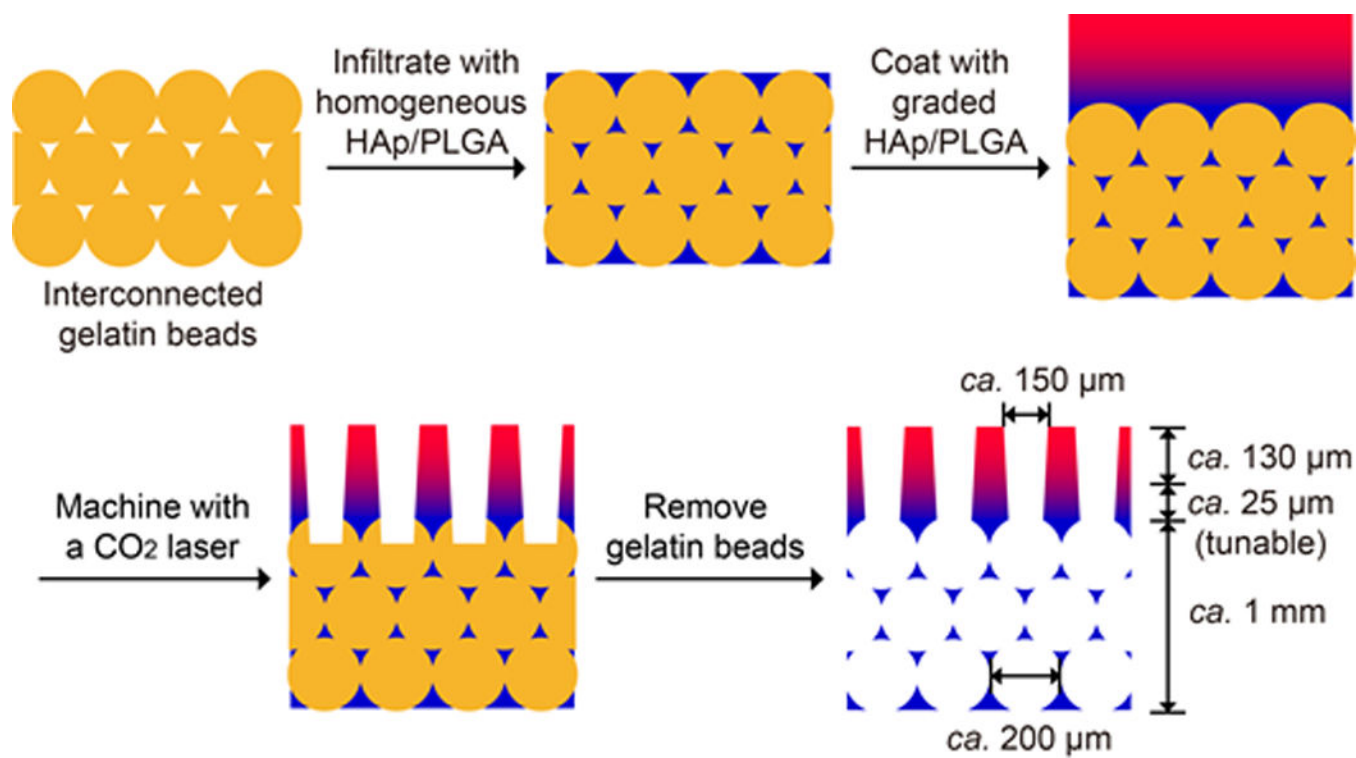 Infiltrate with
homogeneous
HAp/PLGA
Coat with
graded
HAp/PLGA
Interconnected
gelatin beads
Machine with
a CO2 laser
Remove
gelatin beads
ca. 150 µm
ca. 130 µm
ca. 25 µm
(tunable)
ca. 1 mm
ca. 200 µm